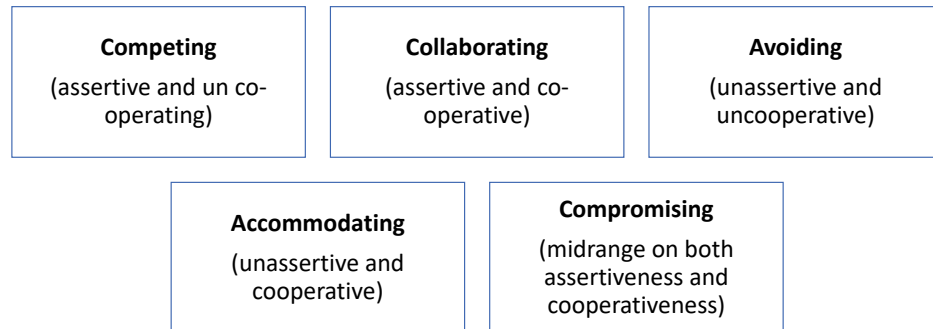 Competing
(assertive and un co-
operating)
Collaborating
(assertive and co-
operative)
Avoiding
(unassertive and
uncooperative)
Accommodating
(unassertive and
cooperative)
Compromising
(midrange on both
assertiveness and
cooperativeness)